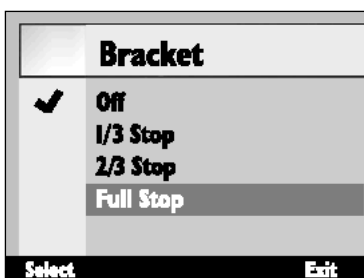 Bracket
Off
1/3 Stop
2/3 Stop
Full Stop
Select Exit